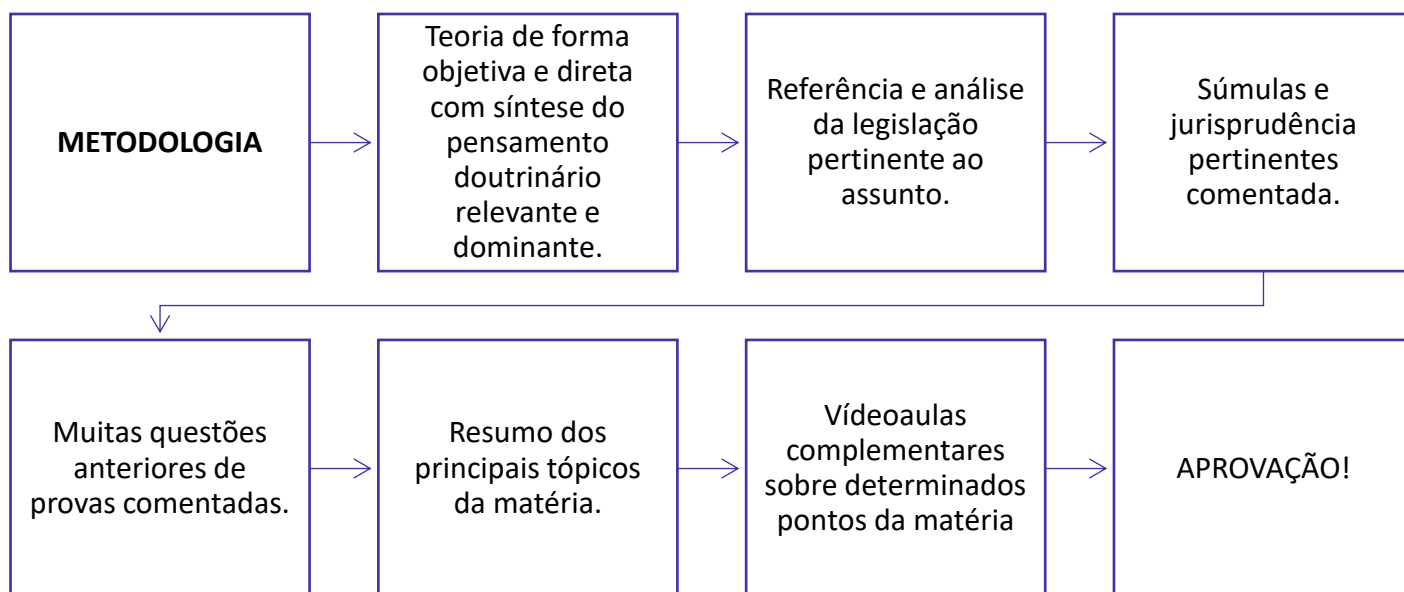 METODOLOGIA
Teoria de forma
objetiva e direta
com síntese do
pensamento
doutrinário
relevante e
dominante.
Referência e análise
da legislação
pertinente ao
assunto.
Súmulas e
jurisprudência
pertinentes
comentada.
Muitas questões
anteriores de
provas comentadas.
Resumo dos
principais tópicos
da matéria.
Vídeoaulas
complementares
sobre determinados
pontos da matéria
APROVAÇÃO!